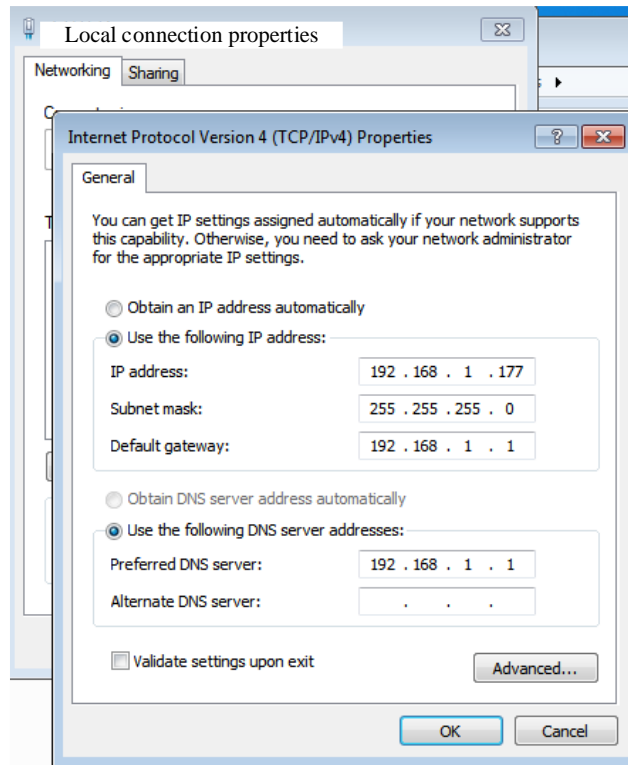 Local connection properties
Networking Sharing
Internet Protocol Version 4 (TCP/IPv4) Properties
General
You can get IP settings assigned automatically if your network supports
this capability. Otherwise, you need to ask your network administrator
for the appropriate IP settings.
Obtain an IP address automatically
Use the following IP address:
IP address: 192 . 168 . 1 . 177
Subnet mask: 255 . 255 . 255 . 0
Default gateway: 192 . 168 . 1 . 1
Obtain DNS server address automatically
Use the following DNS server addresses:
Preferred DNS server: 192 . 168 . 1 . 1
Alternate DNS server: . . .
Validate settings upon exit
Advanced...
OK Cancel